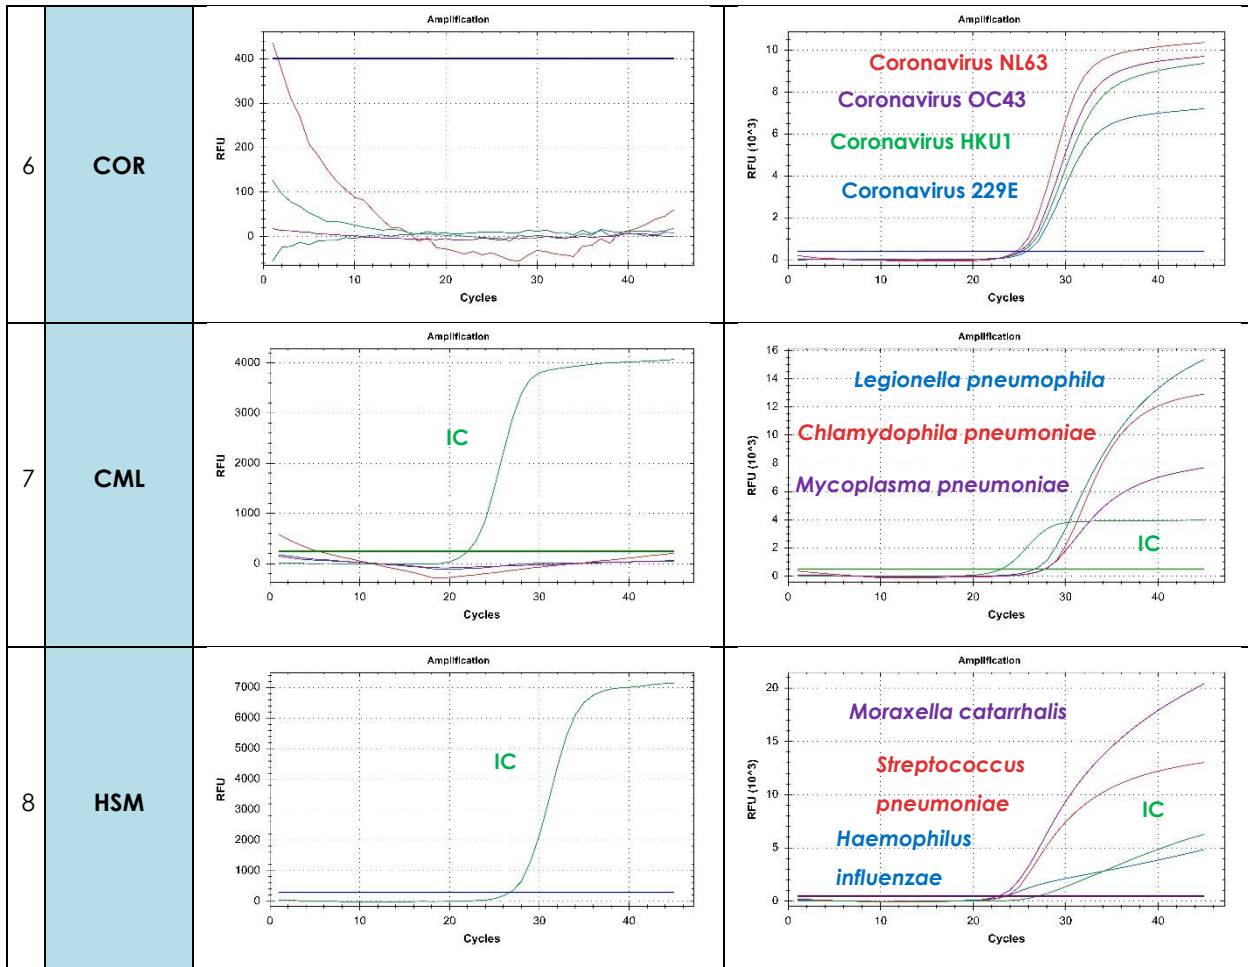 6
COR
Amplification
RFU
400
300
200
100
0
0
10
20
30
40
Cycles
Amplification
RFU (10^3)
10
8
6
4
2
0
0
10
20
30
40
Cycles
Coronavirus NL63
Coronavirus OC43
Coronavirus HKU1
Coronavirus 229E
7
CML
Amplification
RFU
4000
3000
2000
1000
0
0
10
20
30
40
Cycles
IC
Amplification
RFU (10^3)
16
14
12
10
8
6
4
2
0
0
10
20
30
40
Cycles
Legionella pneumophila
Chlamydophila pneumoniae
Mycoplasma pneumoniae
IC
8
HSM
Amplification
RFU
7000
6000
5000
4000
3000
2000
1000
0
0
10
20
30
40
Cycles
IC
Amplification
RFU (10^3)
20
15
10
5
0
0
10
20
30
40
Cycles
Moraxella catarrhalis
Streptococcus
pneumoniae
IC
Haemophilus
influenzae